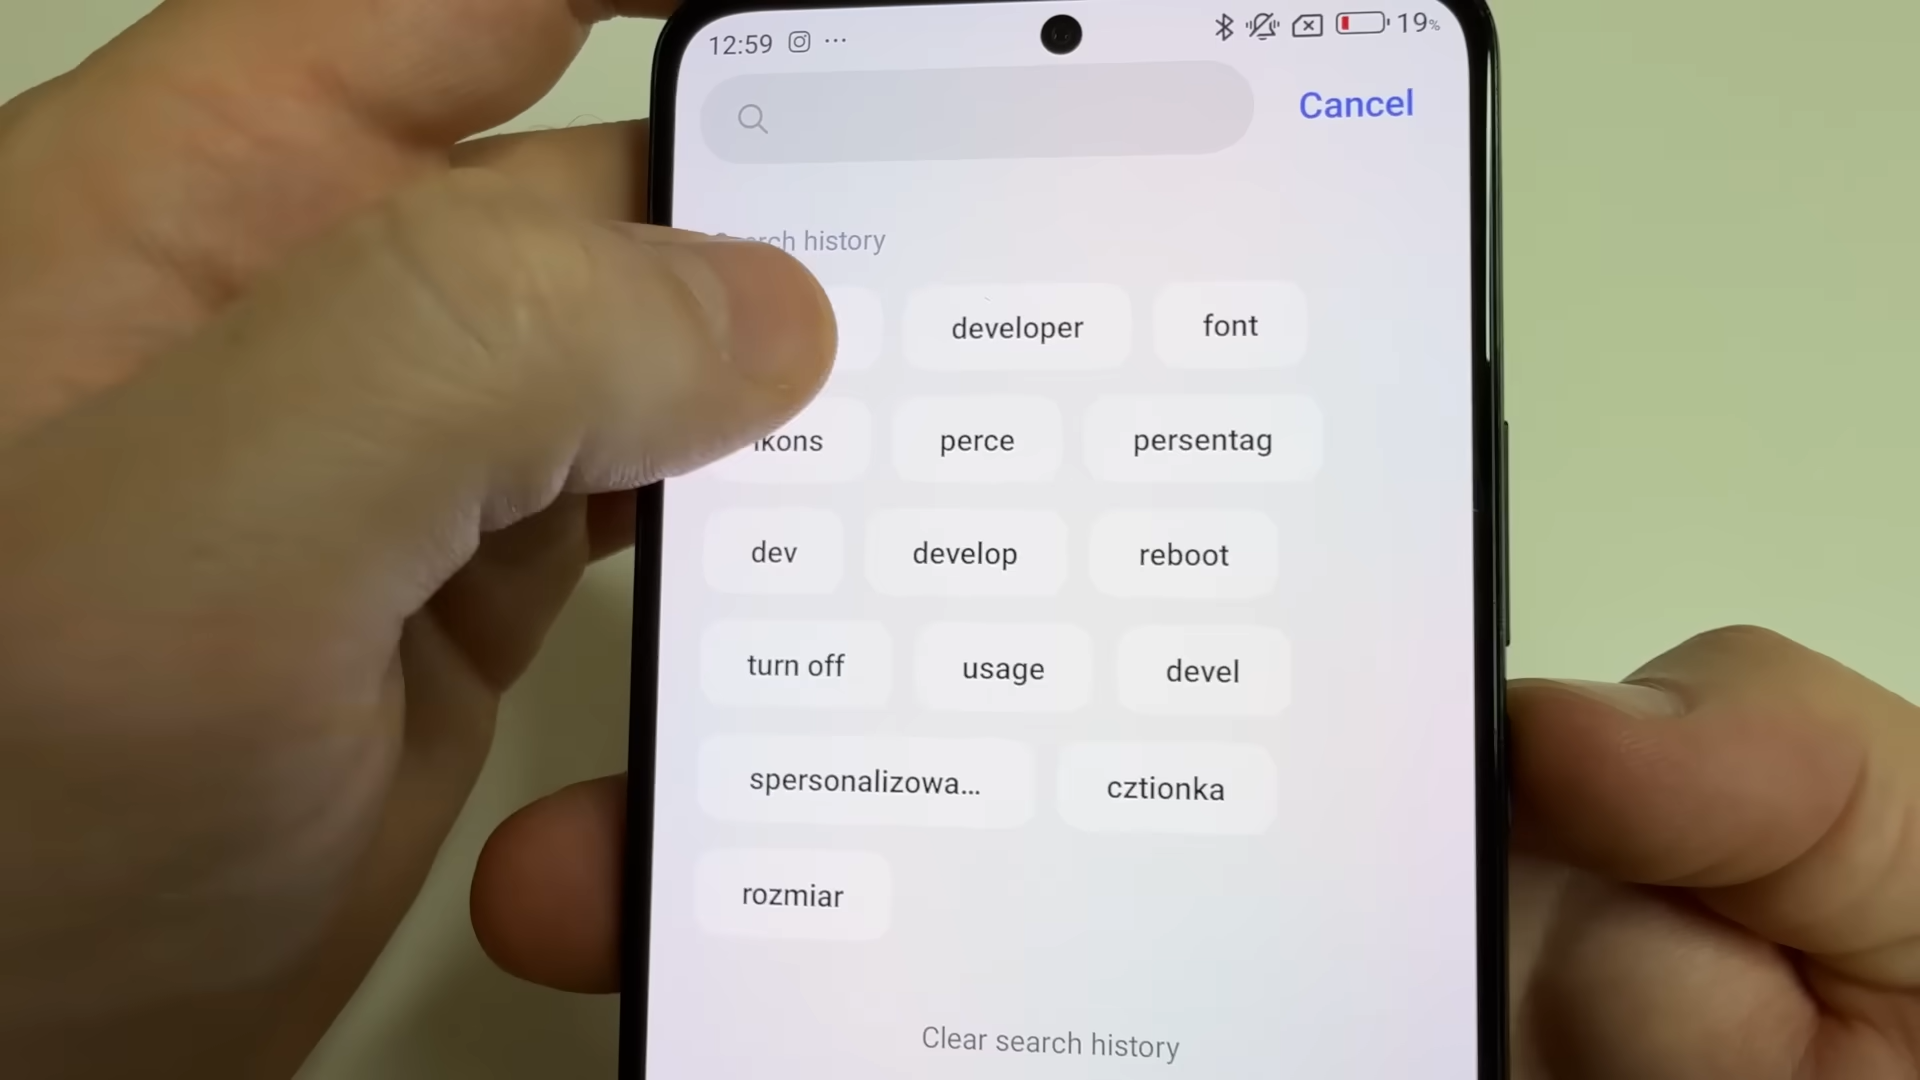 12:59 ... 19%
Cancel
history
developer font
ikons perce persentag
dev develop reboot
turn off usage devel
spersonalizowa... cztionka
rozmiar
Clear search history